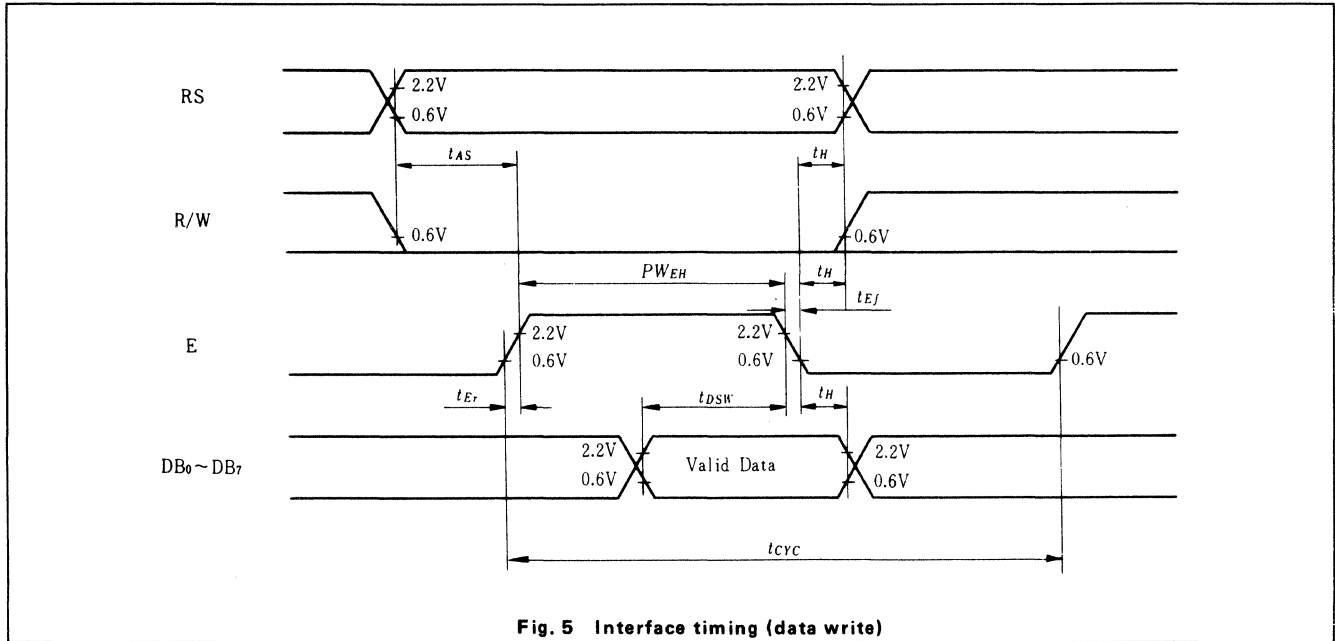 RS
2.2V
0.6V
2.2V
0.6V
tAS
tH
R/W
0.6V
0.6V
PWEH
tH
tEf
E
2.2V
0.6V
2.2V
0.6V
0.6V
tEr
tDSW
tH
DB0~DB7
2.2V
0.6V
Valid Data
2.2V
0.6V
tCYC
Fig. 5 Interface timing (data write)